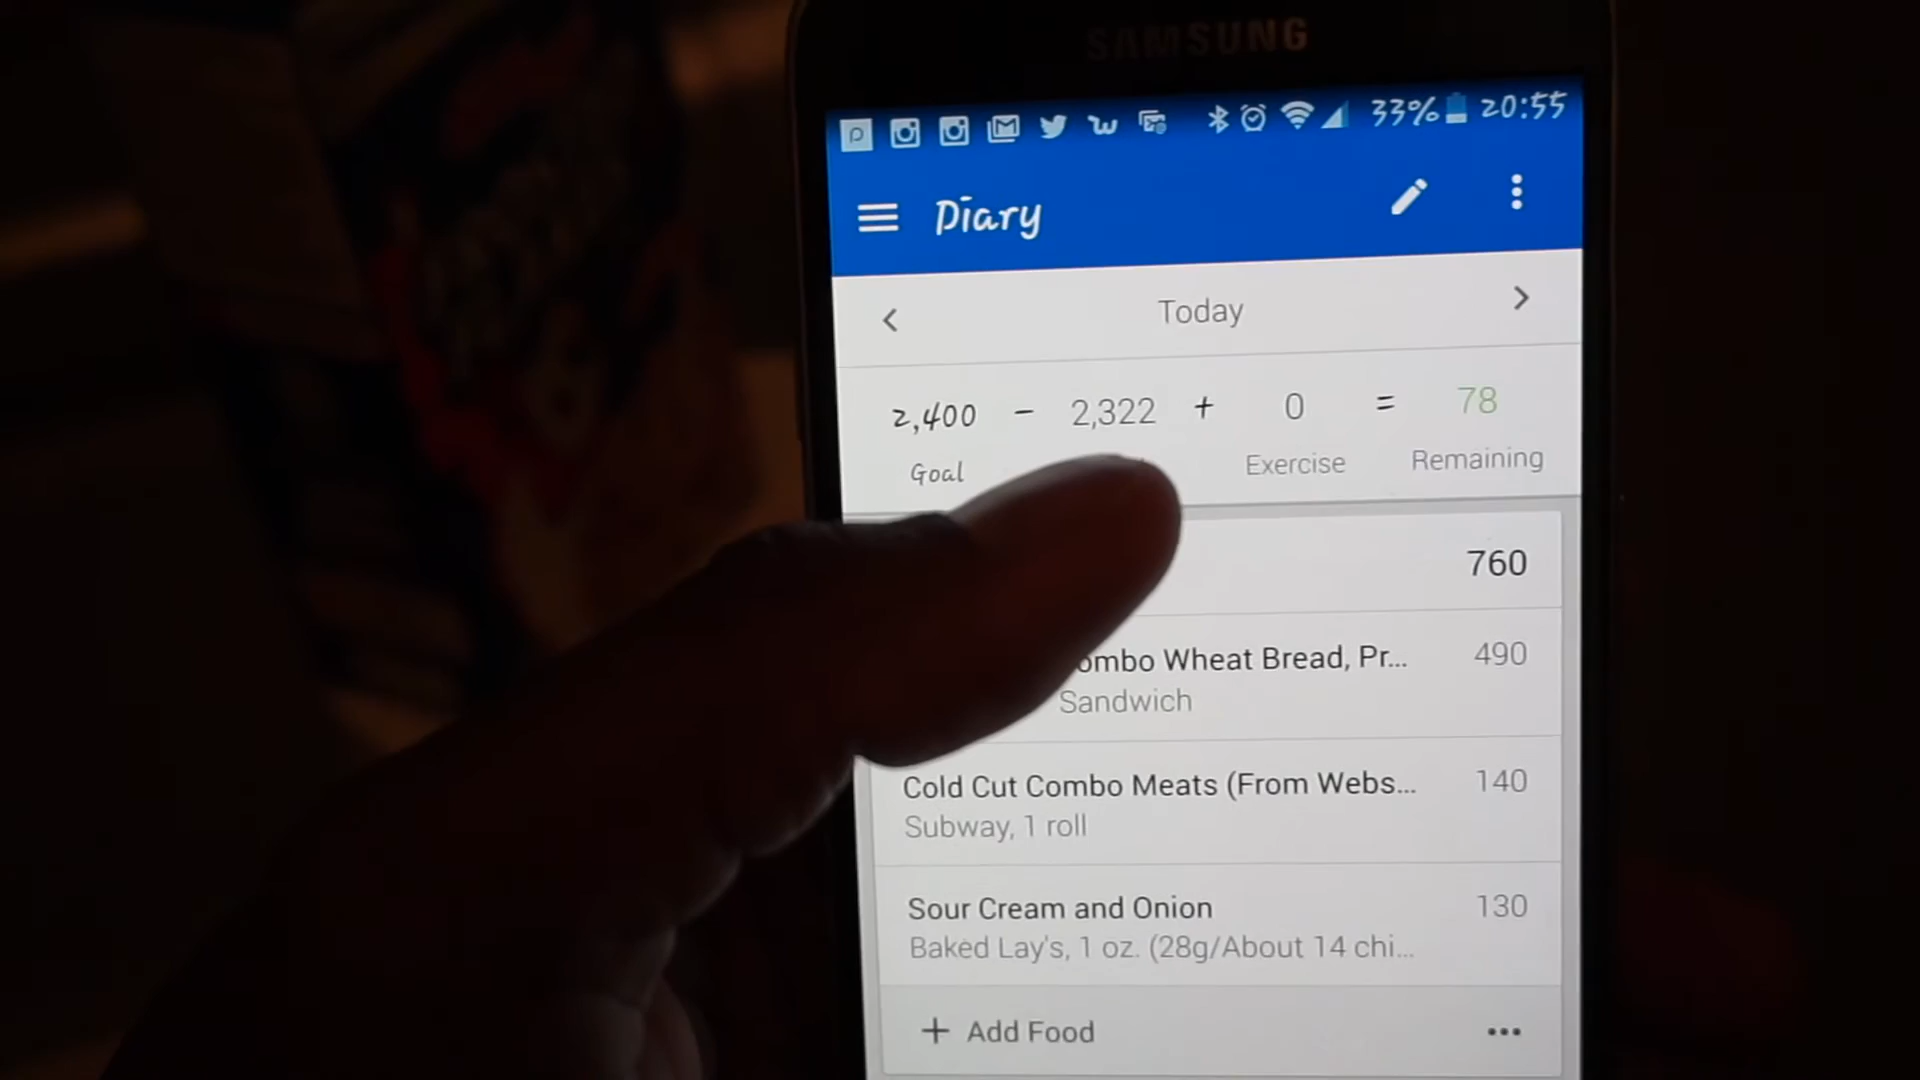 SAMSUNG
33% 20:55
Diary
Today
2,400 - 2,322 + 0 = 78
Goal Exercise Remaining
760
ombo Wheat Bread, Pr... 490
Sandwich
Cold Cut Combo Meats (From Webs... 140
Subway, 1 roll
Sour Cream and Onion 130
Baked Lay's, 1 oz. (28g/About 14 chi...
+ Add Food